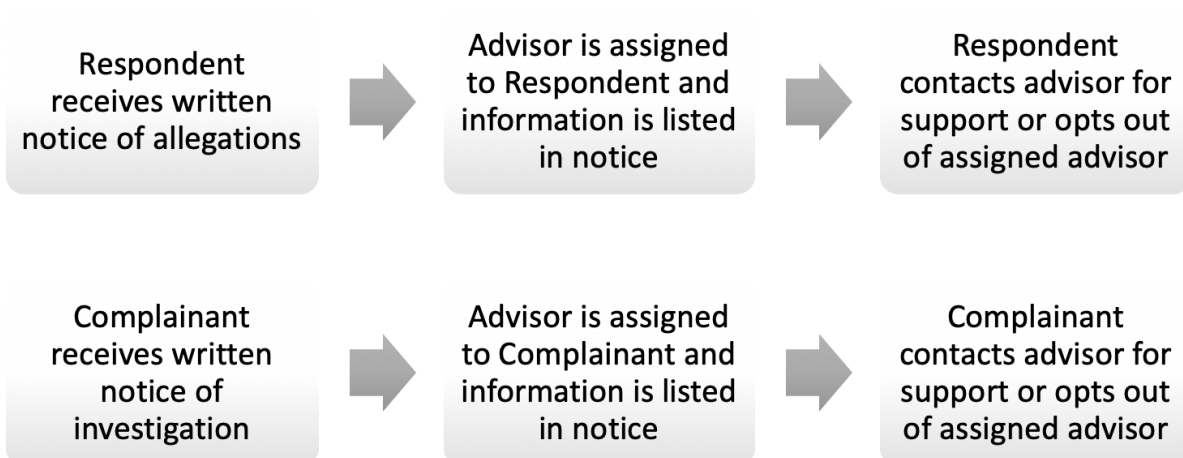 Respondent
receives written
notice of allegations
Advisor is assigned
to Respondent and
information is listed
in notice
Respondent
contacts advisor for
support or opts out
of assigned advisor
Complainant
receives written
notice of
investigation
Advisor is assigned
to Complainant and
information is listed
in notice
Complainant
contacts advisor for
support or opts out
of assigned advisor